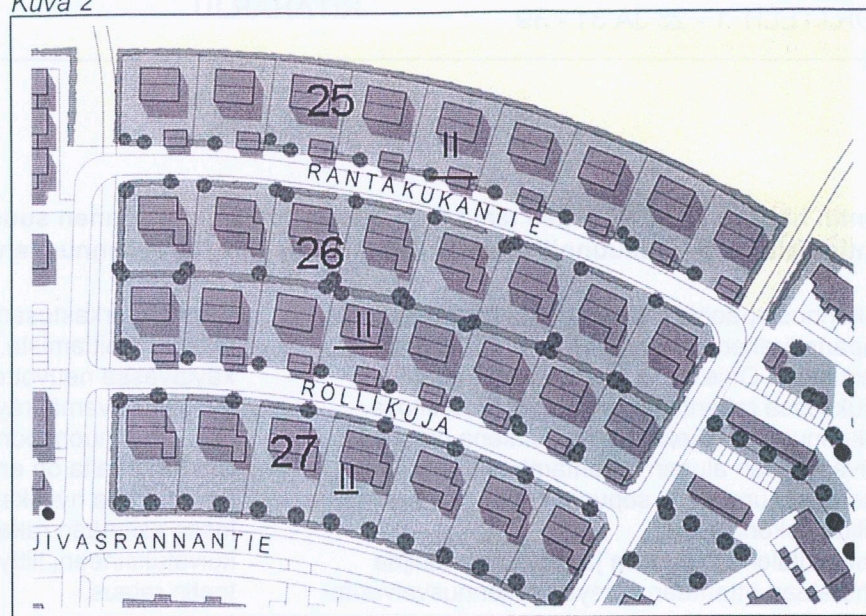 Kuva 2
25
II
RANTAKUKANTIE
26
II
RÖLLIKUJA
27
II
JIVASRANNANTIE